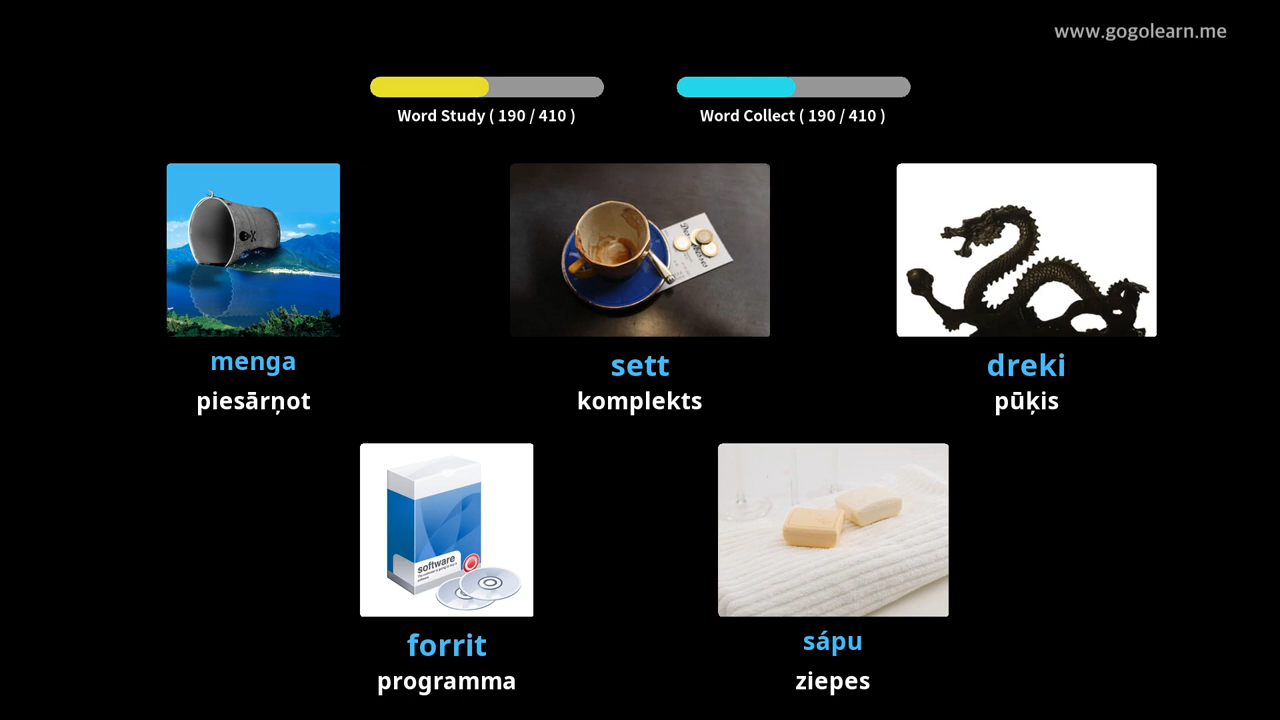 www.gogolearn.me
Word Study ( 190 / 410 )
Word Collect ( 190 / 410 )
menga
piesārņot
sett
komplekts
dreki
pūķis
software
forrit
programma
sápu
ziepes